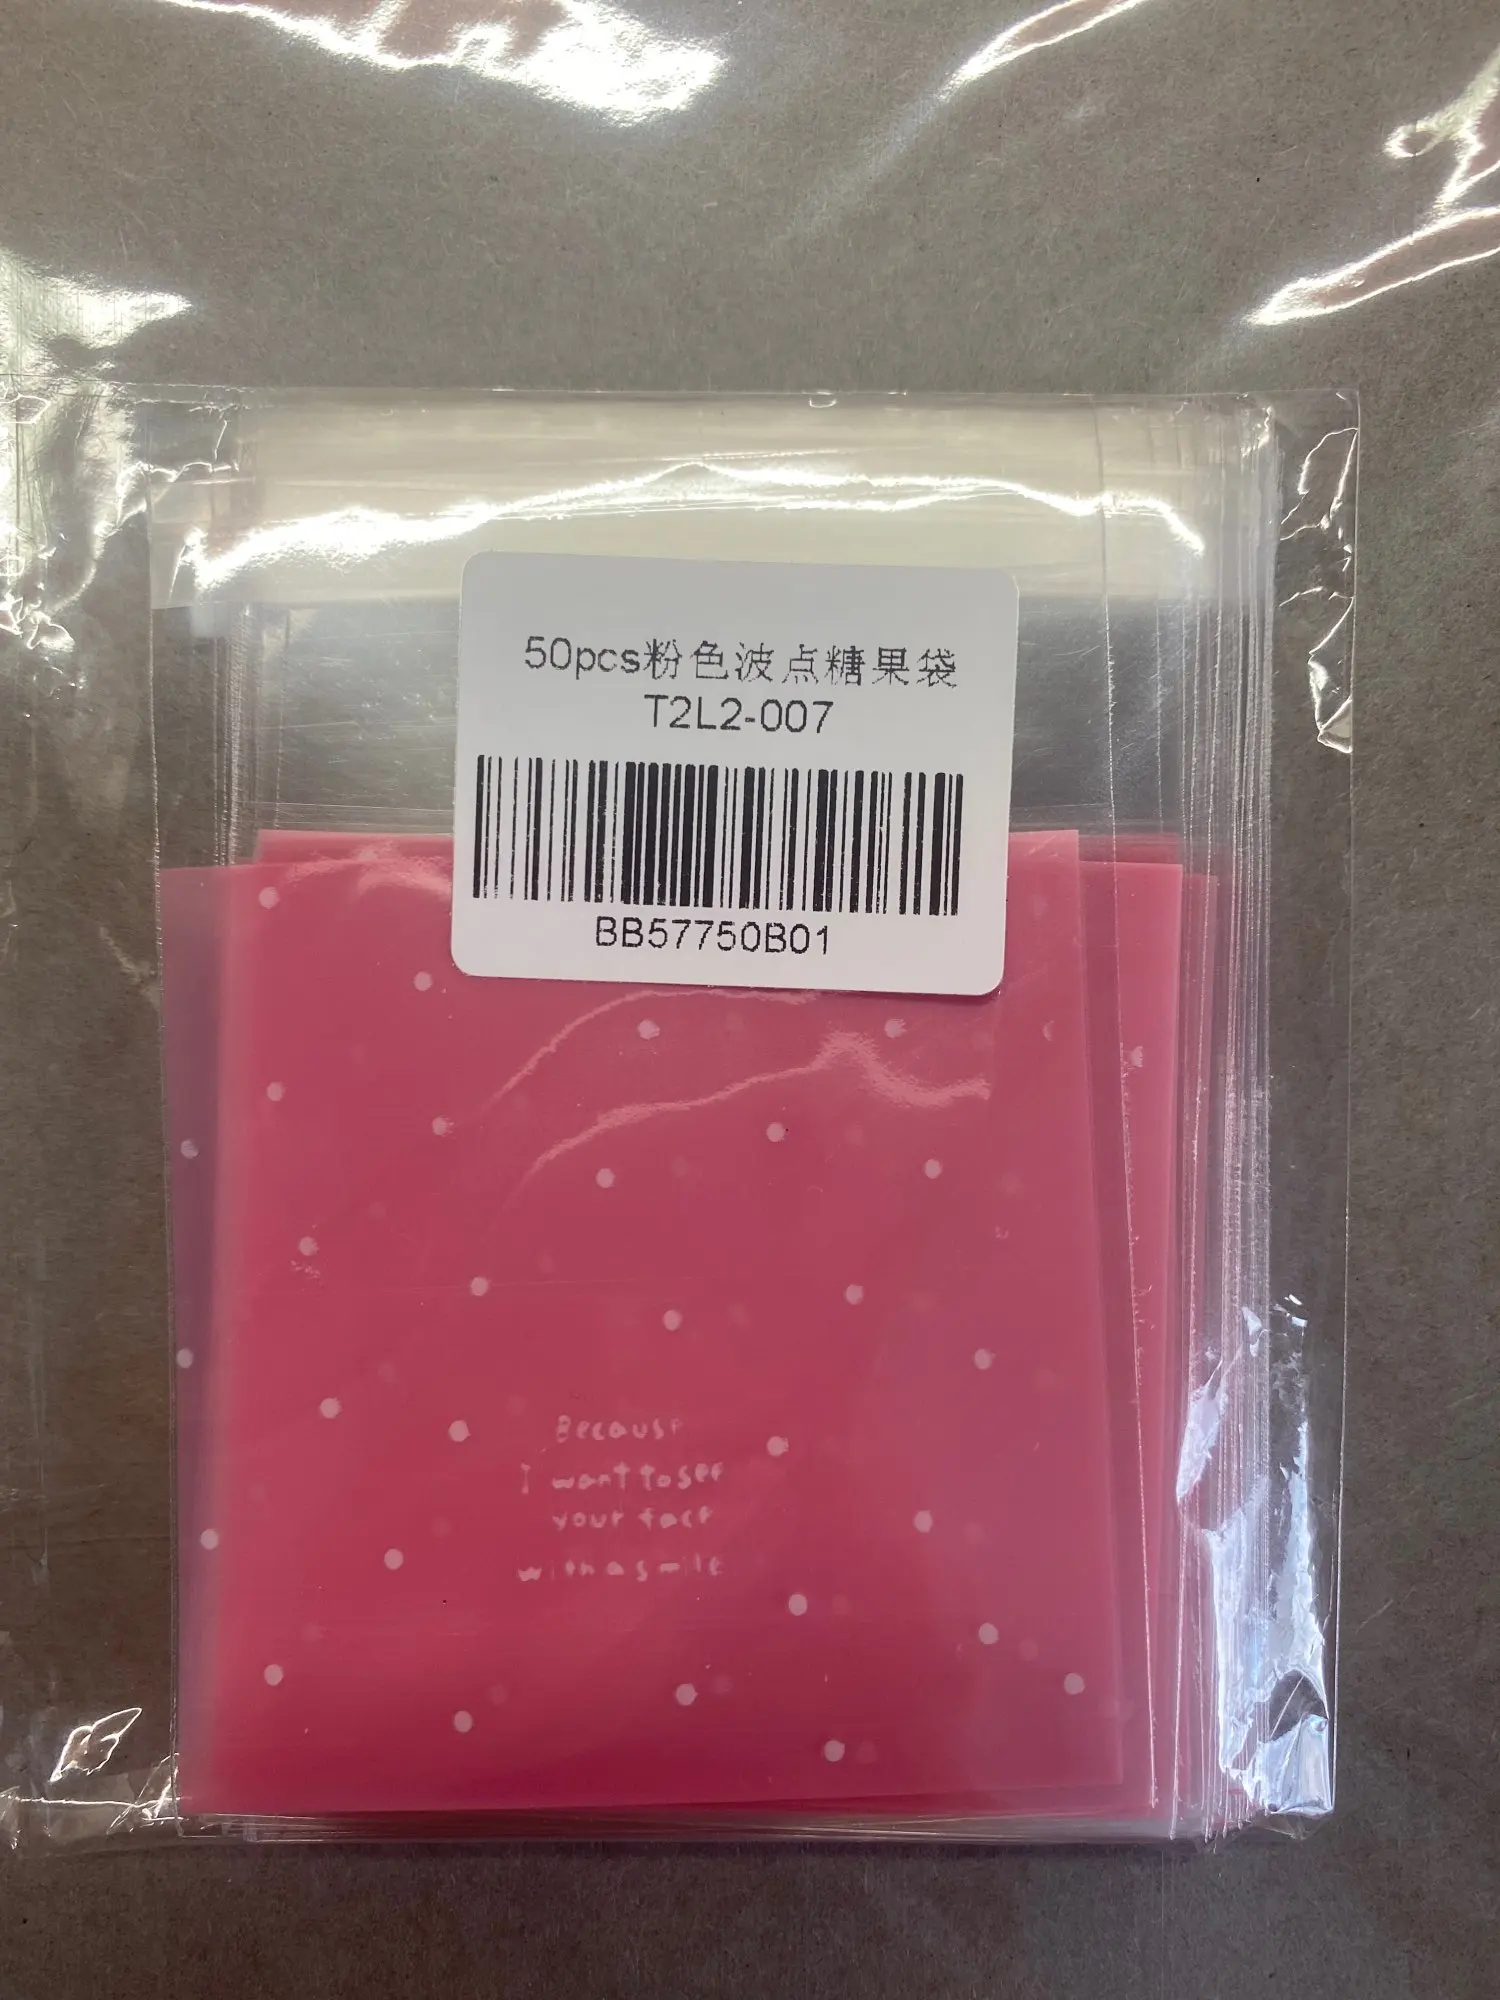 50pcs粉色波点糖果袋
T2L2-007
BB57750B01
Because
I want to see
your face
with a smile